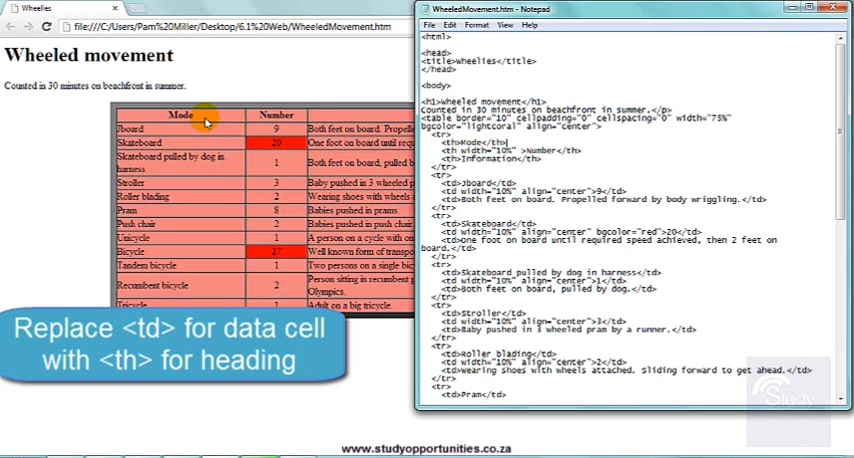 Wheelies
file:///C:/Users/Pam%20Miller/Desktop/6.1%20Web/WheeledMovement.htm
Wheeled movement
Counted in 30 minutes on beachfront in summer.
Mode Number
Jboard 9 Both feet on board. Propelle
Skateboard 20 One foot on board until requ
Skateboard pulled by dog in
harness 1 Both feet on board, pulled b
Stroller 3 Baby pushed in 3 wheeled p
Roller blading 2 Wearing shoes with wheels a
Pram 8 Babies pushed in prams.
Push chair 2 Babies pushed in push chair
Unicycle 1 A person on a cycle with on
Bicycle 27 Well known form of transpo
Tandem bicycle 1 Two persons on a single bic
Recumbent bicycle 2 Person sitting in recumbent p
Olympics.
Tricycle 1 Adult on a big tricycle.
Replace <td> for data cell
with <th> for heading
WheeledMovement.htm - Notepad
File Edit Format View Help
<html>
<head>
<title>Wheelies</title>
</head>
<body>
<h1>Wheeled movement</h1>
Counted in 30 minutes on beachfront in summer.</p>
<table border="10" cellpadding="0" cellspacing="0" width="75%"
bgcolor="lightcoral" align="center">
<tr>
<th>Mode</th>
<th width="10%" >Number</th>
<th>Information</th>
</tr>
<tr>
<td>Jboard</td>
<td width="10%" align="center">9</td>
<td>Both feet on board. Propelled forward by body wriggling.</td>
</tr>
<tr>
<td>Skateboard</td>
<td width="10%" align="center" bgcolor="red">20</td>
<td>One foot on board until required speed achieved, then 2 feet on
board.</td>
</tr>
<tr>
<td>Skateboard pulled by dog in harness</td>
<td width="10%" align="center">1</td>
<td>Both feet on board, pulled by dog.</td>
</tr>
<tr>
<td>Stroller</td>
<td width="10%" align="center">3</td>
<td>Baby pushed in 3 wheeled pram by a runner.</td>
</tr>
<tr>
<td>Roller blading</td>
<td width="10%" align="center">2</td>
<td>Wearing shoes with wheels attached. Sliding forward to get ahead.</td>
</tr>
<tr>
<td>Pram</td>
Study
www.studyopportunities.co.za